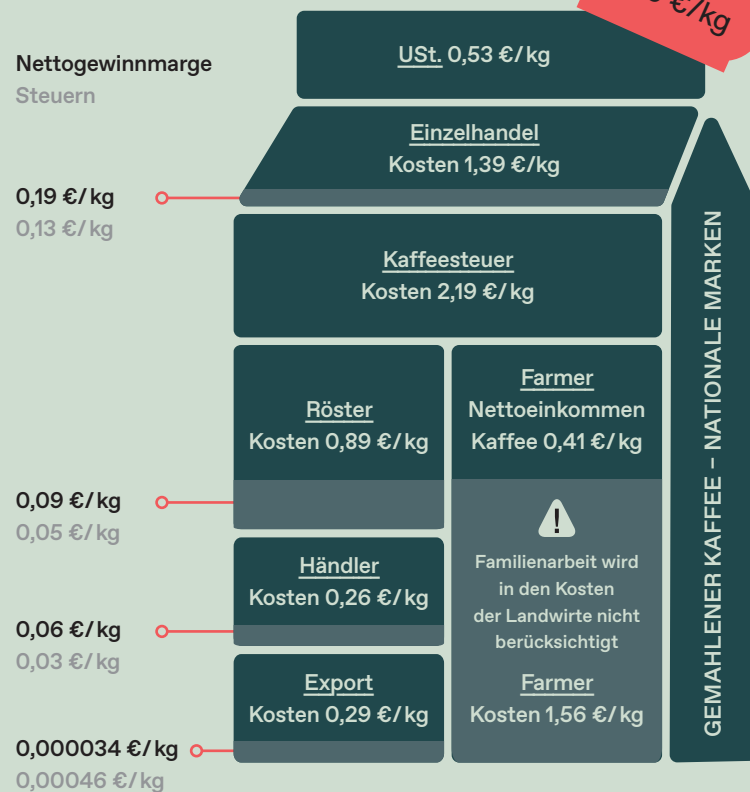 €/kg
Nettogewinnmarge
Steuern
USt. 0,53 €/kg
Einzelhandel
Kosten 1,39 €/kg
0,19 €/kg
0,13 €/kg
Kaffeesteuer
Kosten 2,19 €/kg
Röster
Kosten 0,89 €/kg
Farmer
Nettoeinkommen
Kaffee 0,41 €/kg
0,09 €/kg
0,05 €/kg
!
Familienarbeit wird
in den Kosten
der Landwirte nicht
berücksichtigt
Händler
Kosten 0,26 €/kg
0,06 €/kg
0,03 €/kg
Export
Kosten 0,29 €/kg
Farmer
Kosten 1,56 €/kg
0,000034 €/kg
0,00046 €/kg
GEMAHLENER KAFFEE – NATIONALE MARKEN